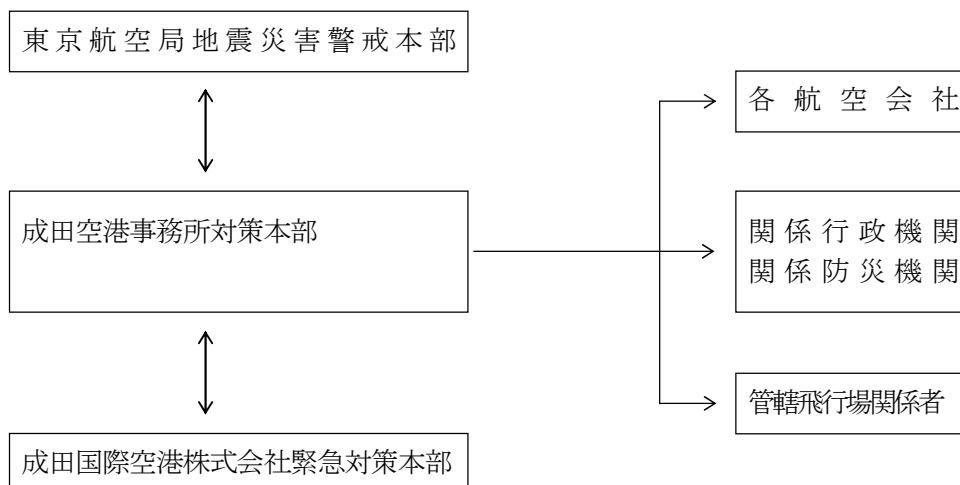 東京航空局地震災害警戒本部
各航空会社
成田空港事務所対策本部
関係行政機関
関係防災機関
管轄飛行場関係者
成田国際空港株式会社緊急対策本部